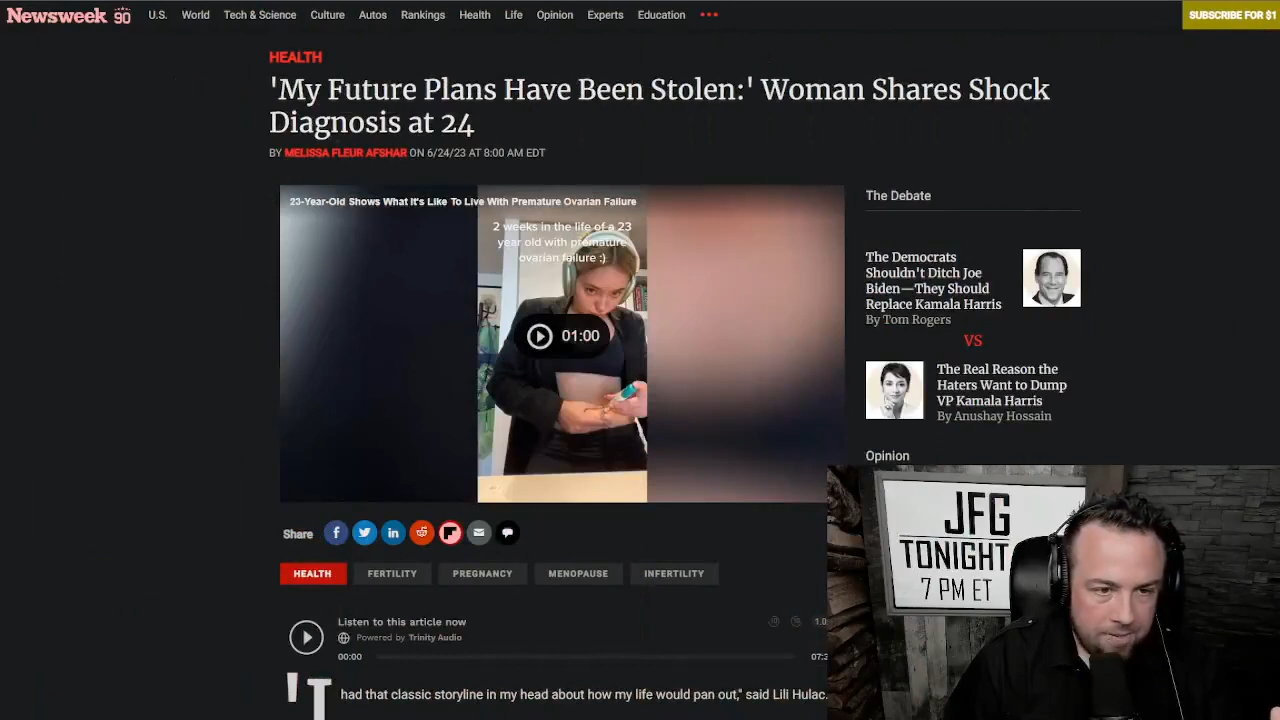 Newsweek 90
U.S. World Tech & Science Culture Autos Rankings Health Life Opinion Experts Education
SUBSCRIBE FOR $1
HEALTH
'My Future Plans Have Been Stolen:' Woman Shares Shock
Diagnosis at 24
BY MELISSA FLEUR AFSHAR ON 6/24/23 AT 8:00 AM EDT
23-Year-Old Shows What It's Like To Live With Premature Ovarian Failure
2 weeks in the life of a 23
year old with premature
ovarian failure :)
01:00
Share
HEALTH FERTILITY PREGNANCY MENOPAUSE INFERTILITY
Listen to this article now
Powered by Trinity Audio
00:00
"I had that classic storyline in my head about how my life would pan out," said Lili Hulac.
The Debate
The Democrats
Shouldn't Ditch Joe
Biden—They Should
Replace Kamala Harris
By Tom Rogers
VS
The Real Reason the
Haters Want to Dump
VP Kamala Harris
By Anushay Hossain
Opinion
JFG
TONIGHT
7 PM ET